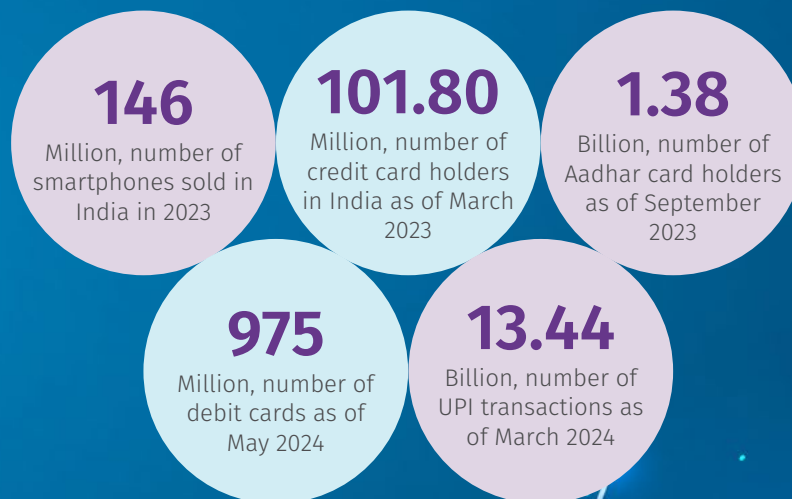 146
Million, number of
smartphones sold in
India in 2023
101.80
Million, number of
credit card holders
in India as of March
2023
1.38
Billion, number of
Aadhar card holders
as of September
2023
975
Million, number of
debit cards as of
May 2024
13.44
Billion, number of
UPI transactions as
of March 2024